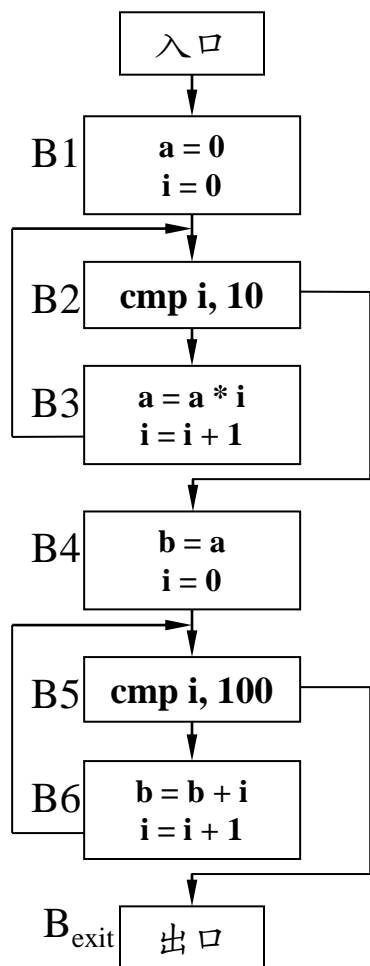 入口
B1
a = 0
i = 0
B2
cmp i, 10
B3
a = a * i
i = i + 1
B4
b = a
i = 0
B5
cmp i, 100
B6
b = b + i
i = i + 1
Bexit
出口